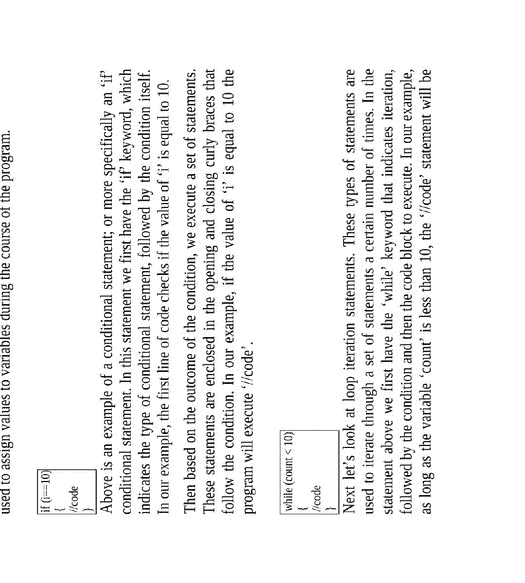 used to assign values to variables during the course of the program.
if (i==10)
{
//code
}
Above is an example of a conditional statement; or more specifically an ‘if’
conditional statement. In this statement we first have the ‘if’ keyword, which
indicates the type of conditional statement, followed by the condition itself.
In our example, the first line of code checks if the value of ‘i’ is equal to 10.
Then based on the outcome of the condition, we execute a set of statements.
These statements are enclosed in the opening and closing curly braces that
follow the condition. In our example, if the value of ‘i’ is equal to 10 the
program will execute ‘//code’.
while (count < 10)
{
//code
}
Next let’s look at loop iteration statements. These types of statements are
used to iterate through a set of statements a certain number of times. In the
statement above we first have the ‘while’ keyword that indicates iteration,
followed by the condition and then the code block to execute. In our example,
as long as the variable ‘count’ is less than 10, the ‘//code’ statement will be